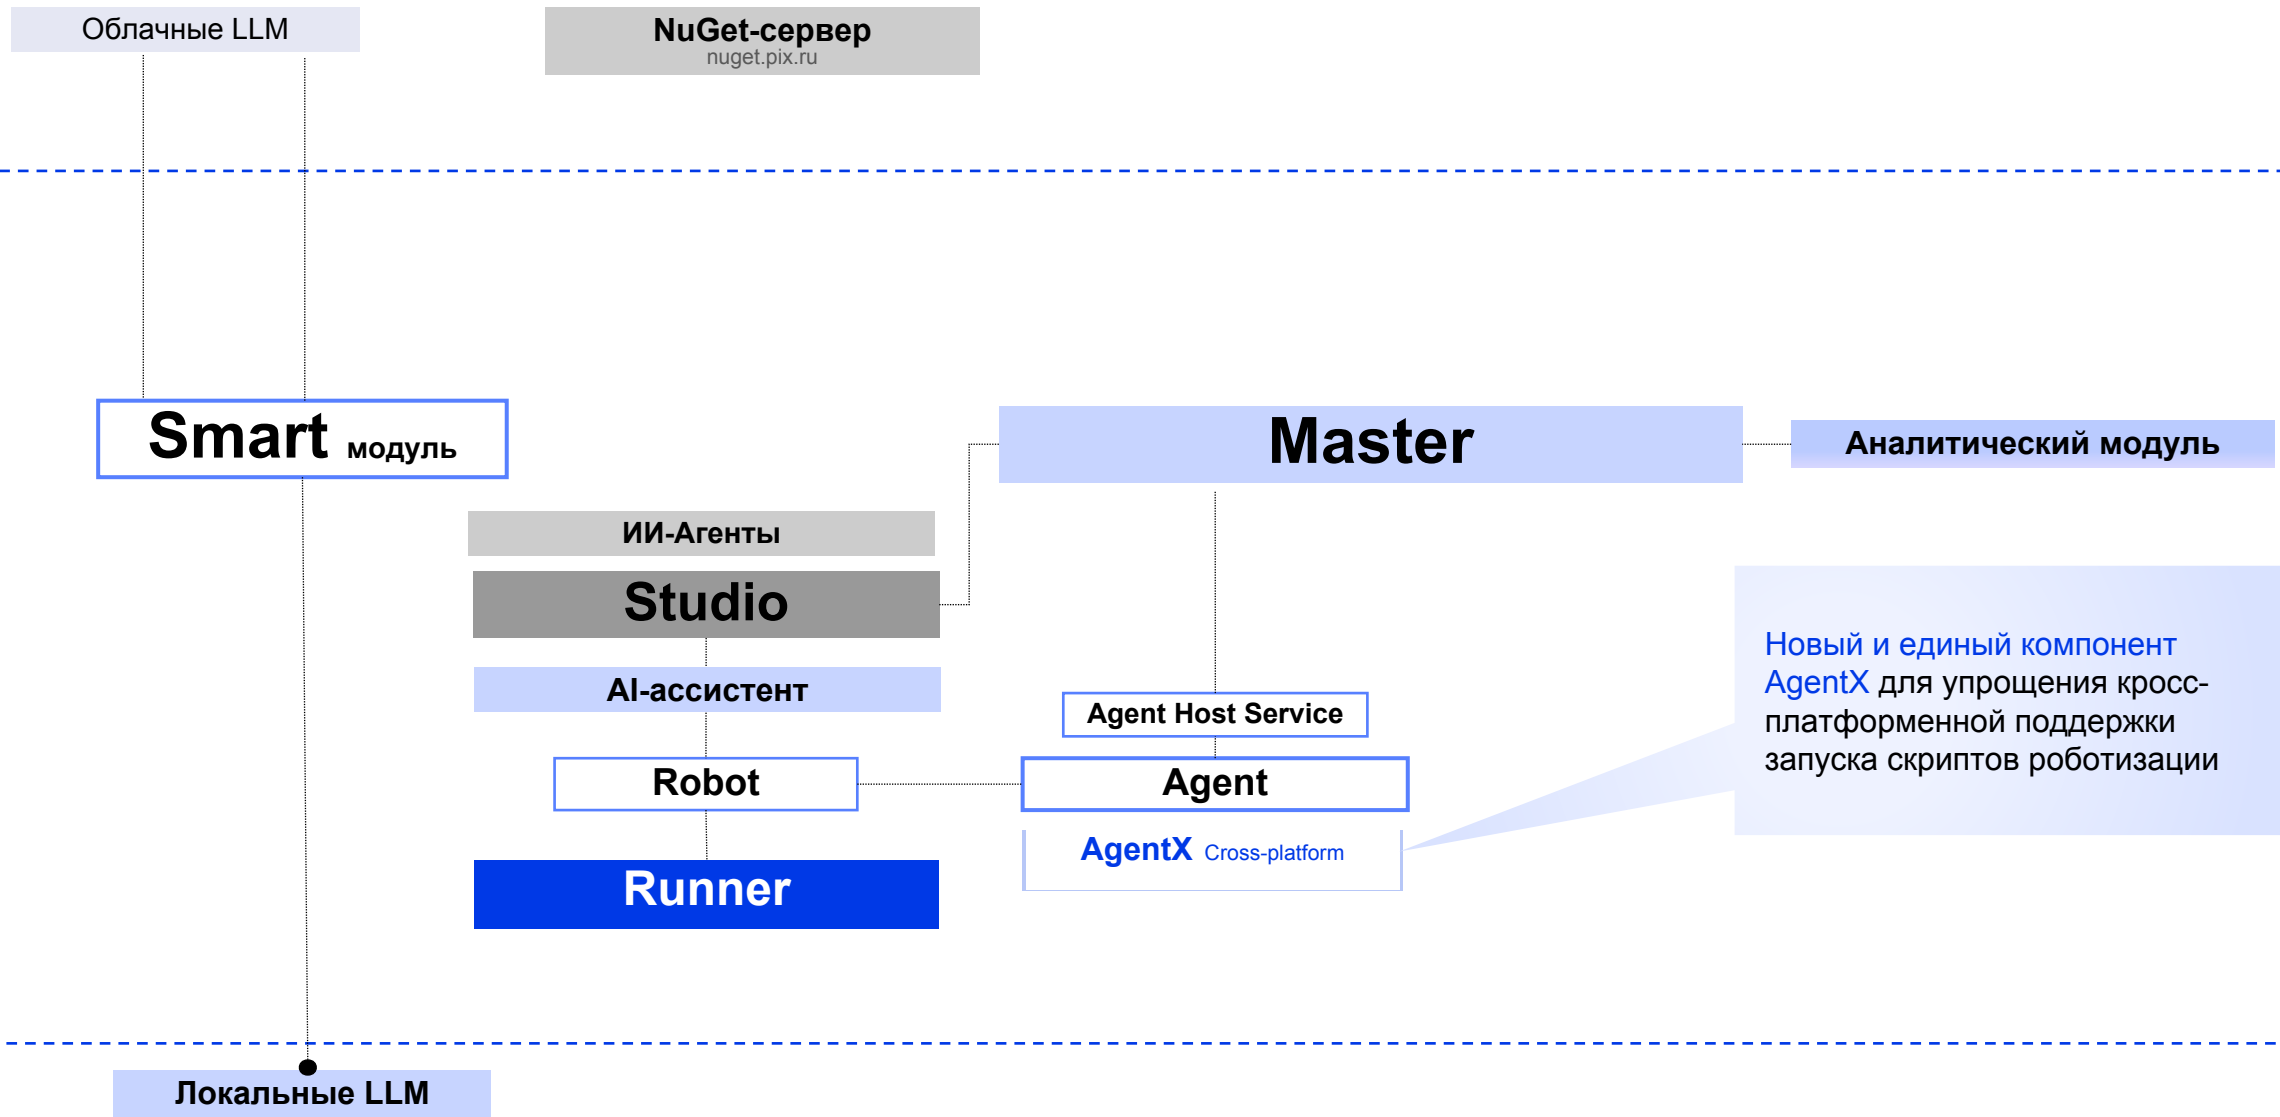 Облачные LLM
NuGet-сервер
nuget.pix.ru
Smart модуль
Master
Аналитический модуль
ИИ-Агенты
Studio
AI-ассистент
Agent Host Service
Robot
Agent
AgentX Cross-platform
Runner
Новый и единый компонент
AgentX для упрощения кросс-
платформенной поддержки
запуска скриптов роботизации
Локальные LLM